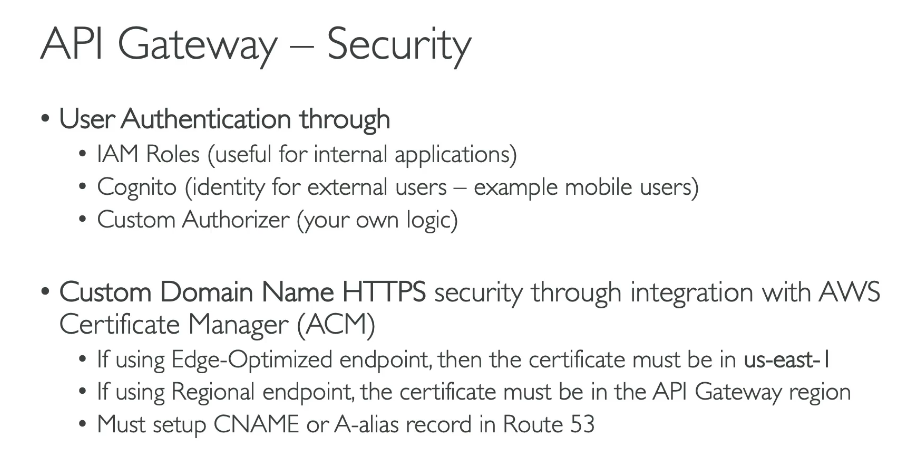 API Gateway – Security
• User Authentication through
• IAM Roles (useful for internal applications)
• Cognito (identity for external users – example mobile users)
• Custom Authorizer (your own logic)
• Custom Domain Name HTTPS security through integration with AWS
Certificate Manager (ACM)
• If using Edge-Optimized endpoint, then the certificate must be in us-east-1
• If using Regional endpoint, the certificate must be in the API Gateway region
• Must setup CNAME or A-alias record in Route 53